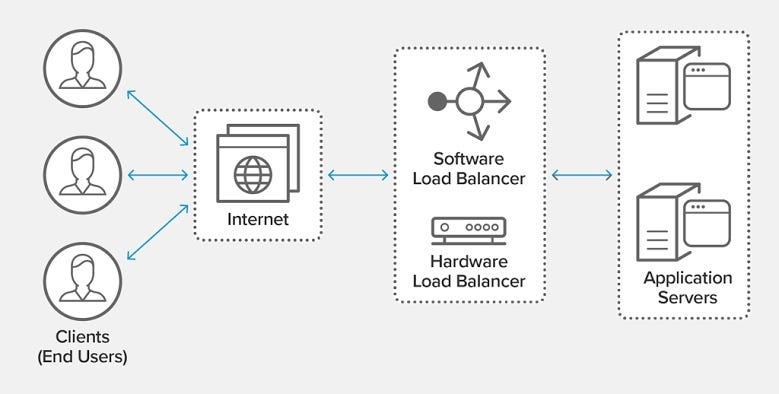 Clients
(End Users)
Internet
Software
Load Balancer
Hardware
Load Balancer
Application
Servers